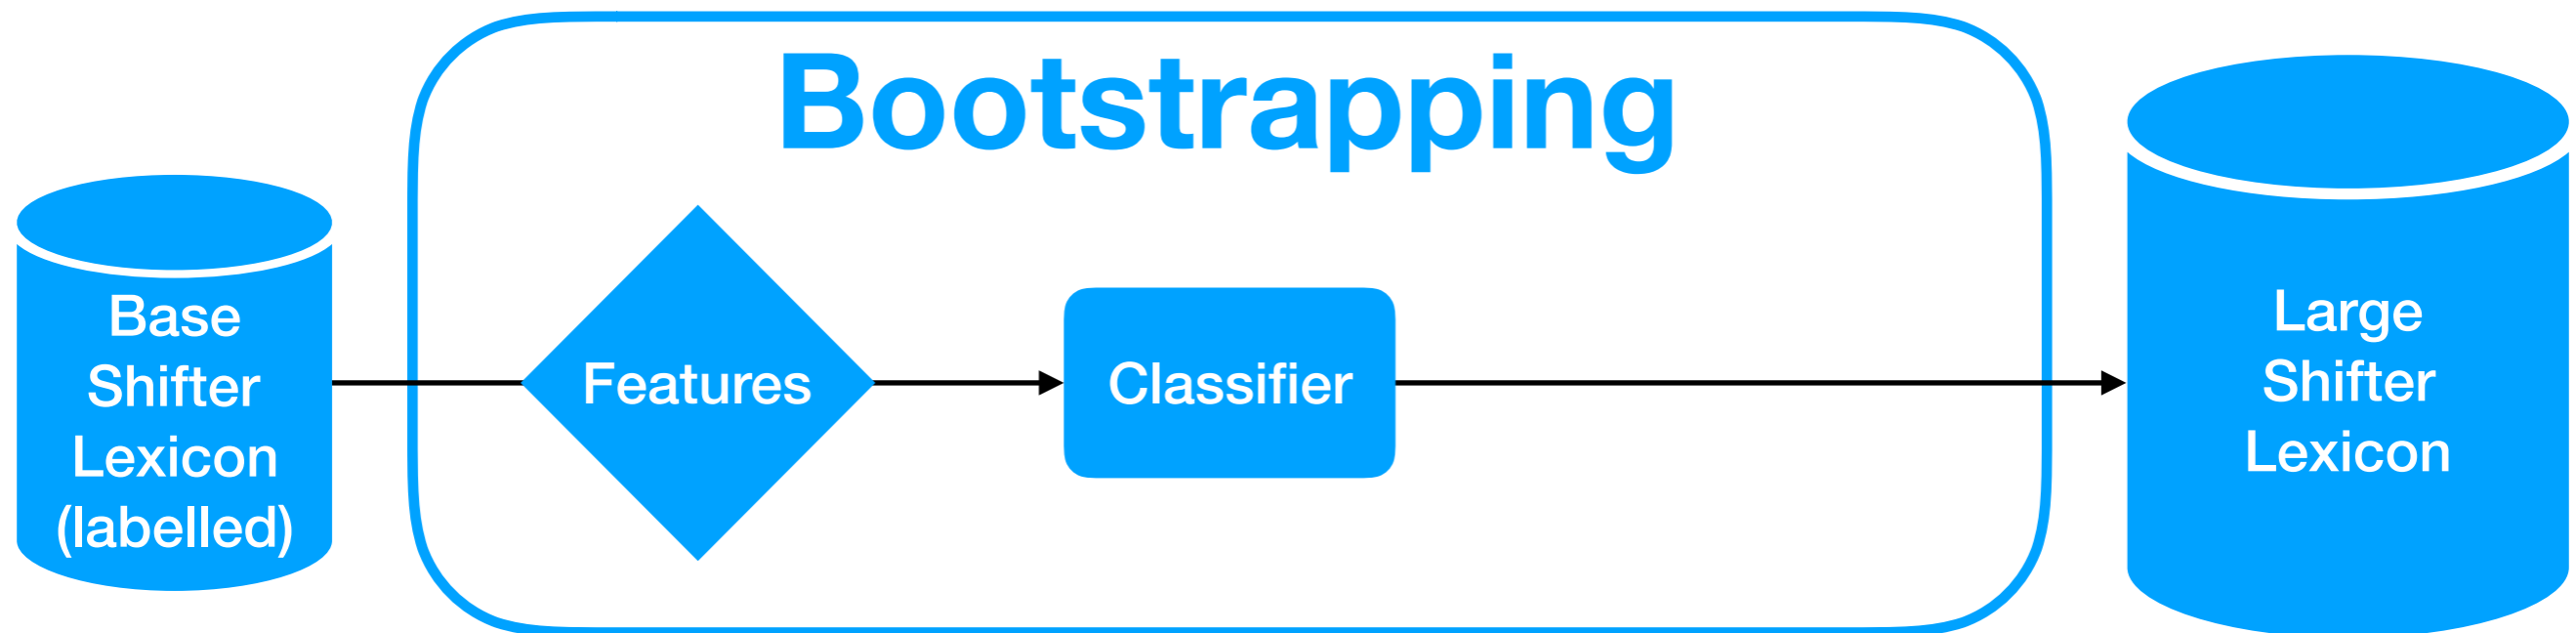 Bootstrapping
Base
Shifter
Lexicon
(labelled)
Features
Classifier
Large
Shifter
Lexicon